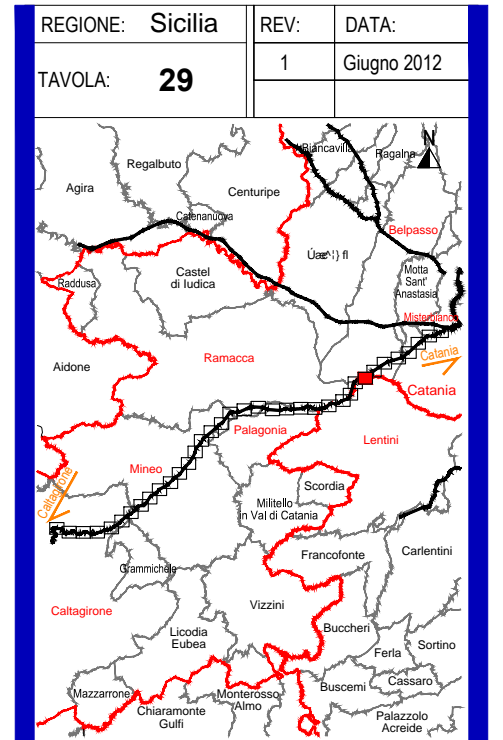 REGIONE: Sicilia
REV:
DATA:
TAVOLA: 29
1
Giugno 2012
N
Biancavilla
Ragalna
Regalbuto
Agira
Centuripe
Catenanuova
Belpasso
Úæ^¦} fl
Motta
Sant'
Anastasia
Castel
di Iudica
Raddusa
Misterbianco
Ramacca
Catania
Aidone
Catania
Palagonia
Lentini
Mineo
Scordia
Caltagirone
Militello
in Val di Catania
Francofonte
Carlentini
Grammichele
Vizzini
Caltagirone
Buccheri
Licodia
Eubea
Sortino
Ferla
Cassaro
Buscemi
Mazzarrone
Monterosso
Almo
Chiaramonte
Gulfi
Palazzolo
Acreide